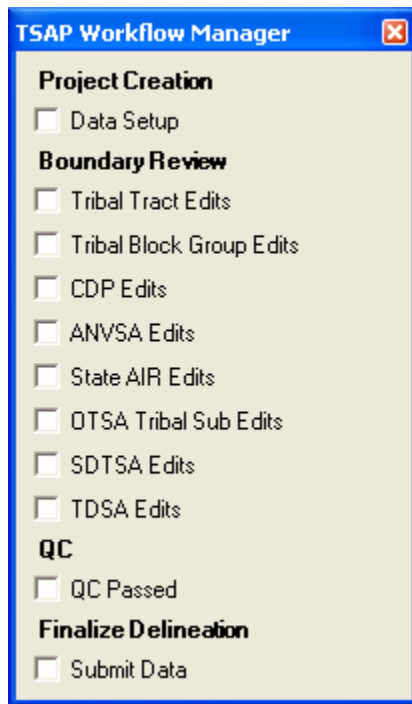 TSAP Workflow Manager
Project Creation
Data Setup
Boundary Review
Tribal Tract Edits
Tribal Block Group Edits
CDP Edits
ANVSA Edits
State AIR Edits
OTSA Tribal Sub Edits
SDTSA Edits
TDSA Edits
QC
QC Passed
Finalize Delineation
Submit Data